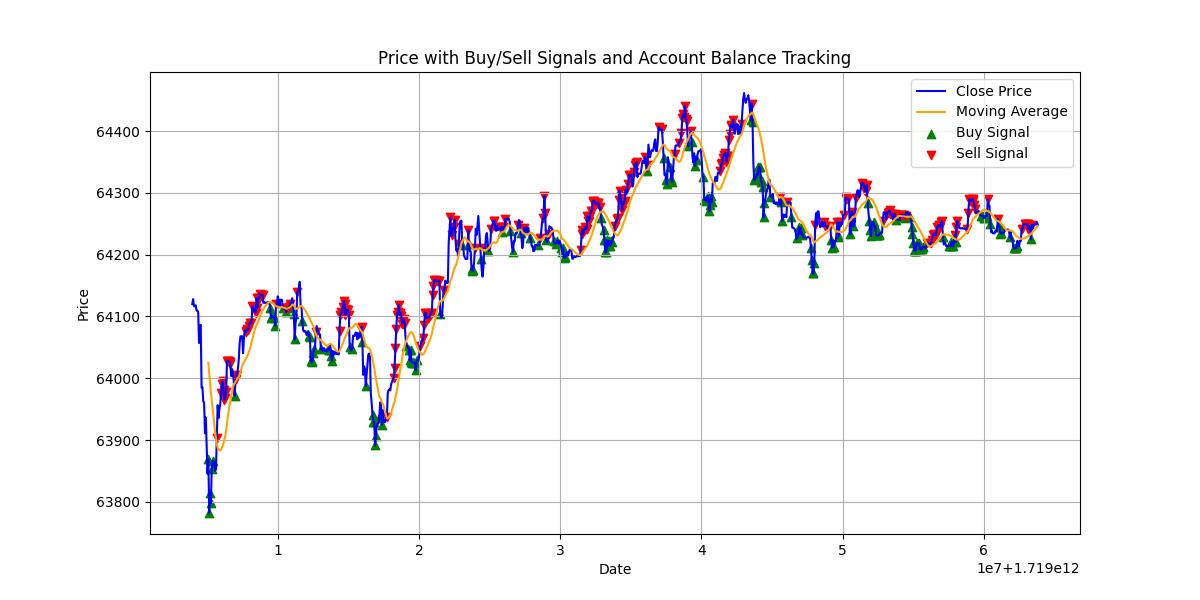 Price with Buy/Sell Signals and Account Balance Tracking
Close Price
Moving Average
Buy Signal
Sell Signal
64400
64300
64200
64100
64000
63900
63800
Price
1 2 3 4 5 6
Date
1e7+1.719e12